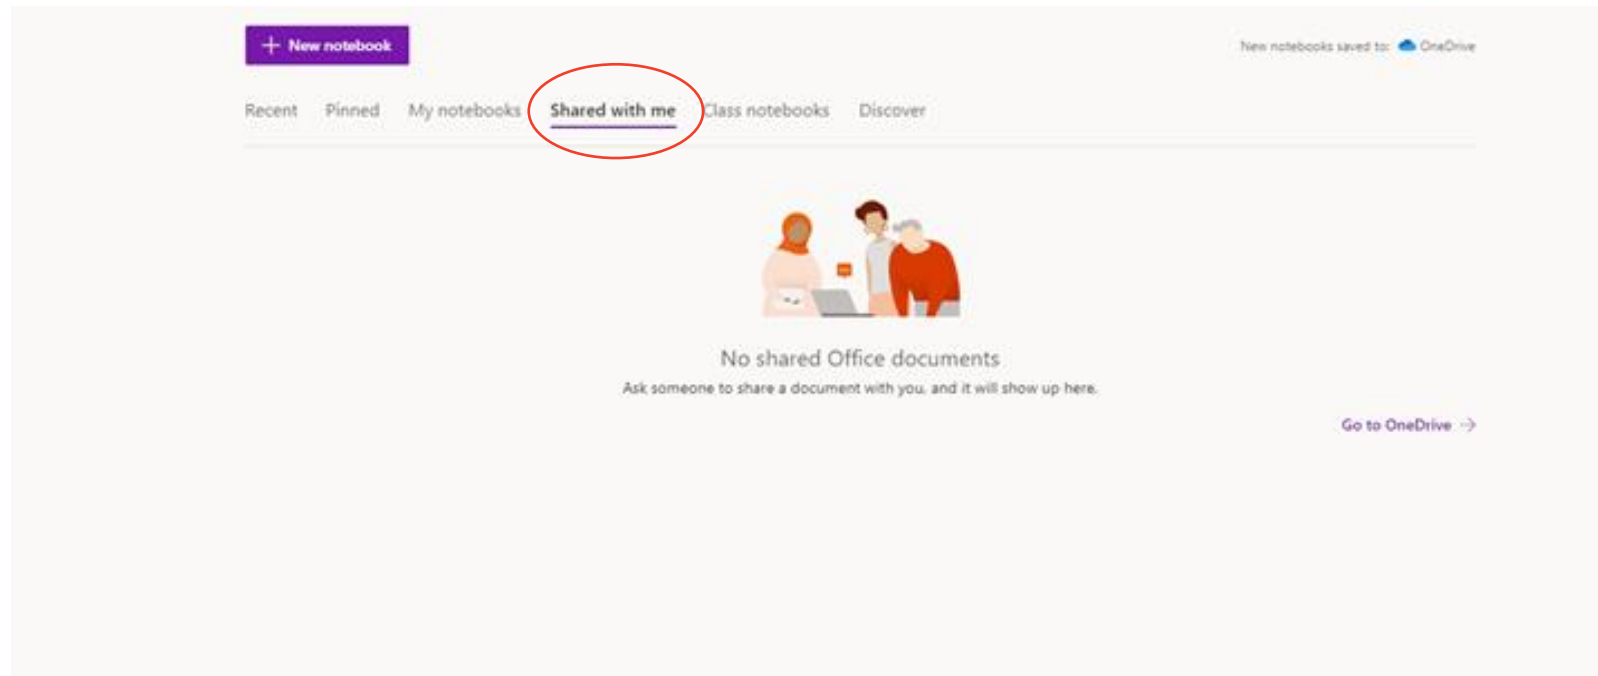 + New notebook
New notebooks saved to: OneDrive
Recent Pinned My notebooks Shared with me Class notebooks Discover
No shared Office documents
Ask someone to share a document with you, and it will show up here.
Go to OneDrive →